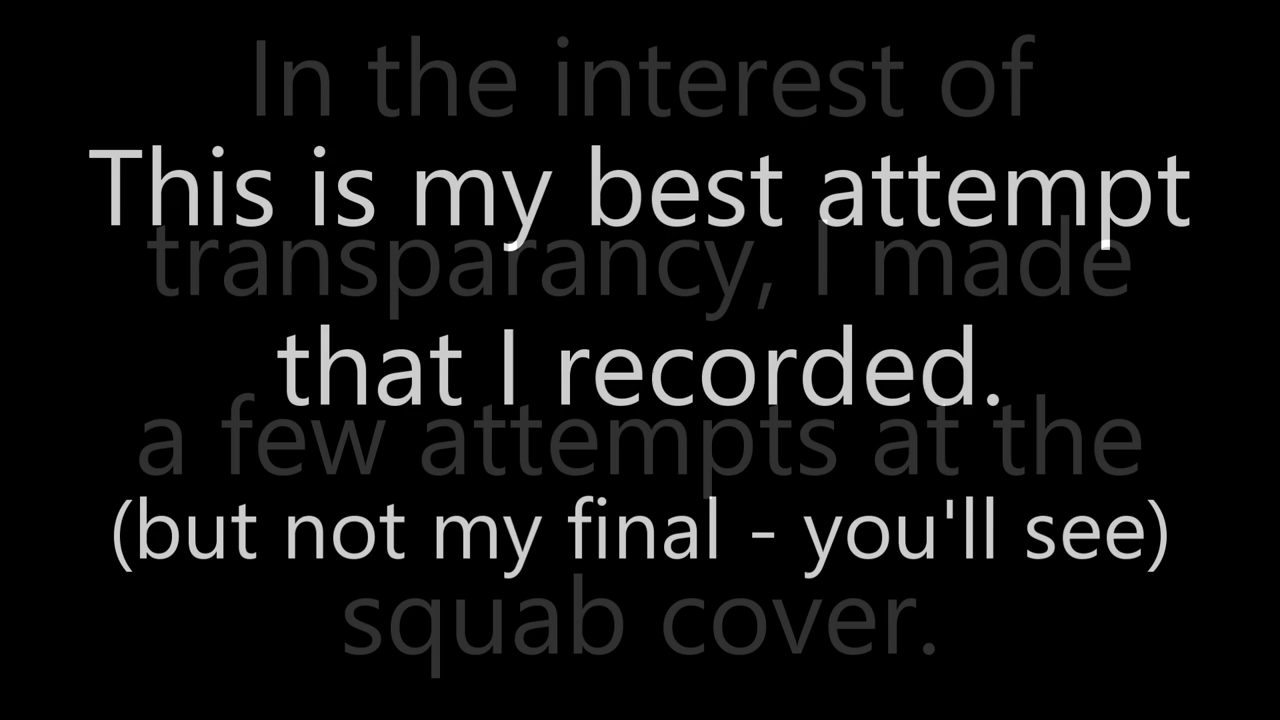 In the interest of
This is my best attempt
transparancy, I made
that I recorded.
a few attempts at the
(but not my final - you'll see)
squab cover.